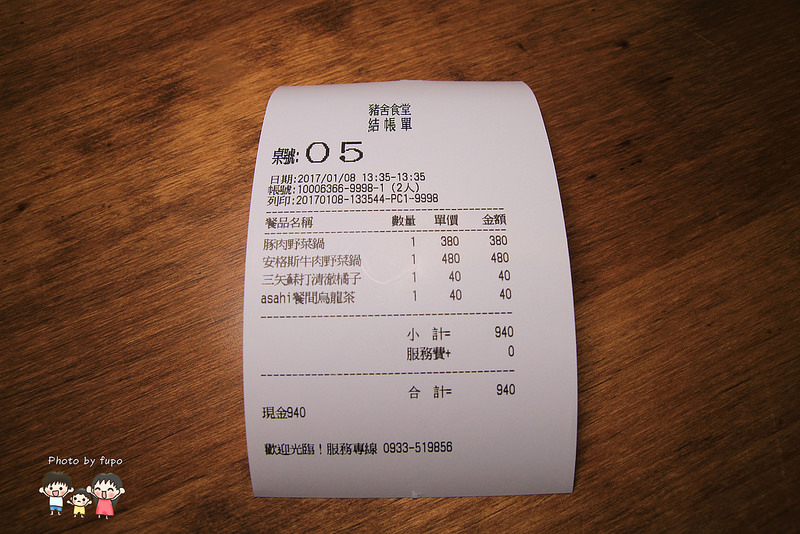 豬舍食堂
結帳單
桌號:05
日期:2017/01/08 13:35-13:35
帳號:10006366-9998-1 (2人)
列印:20170108-133544-PC1-9998
餐品名稱 數量 單價 金額
豚肉野菜鍋 1 380 380
安格斯牛肉野菜鍋 1 480 480
三矢蘇打清澈橘子 1 40 40
asahi餐間烏龍茶 1 40 40
小 計= 940
服務費+ 0
合 計= 940
現金940
歡迎光臨！服務專線 0933-519856
Photo by fupo